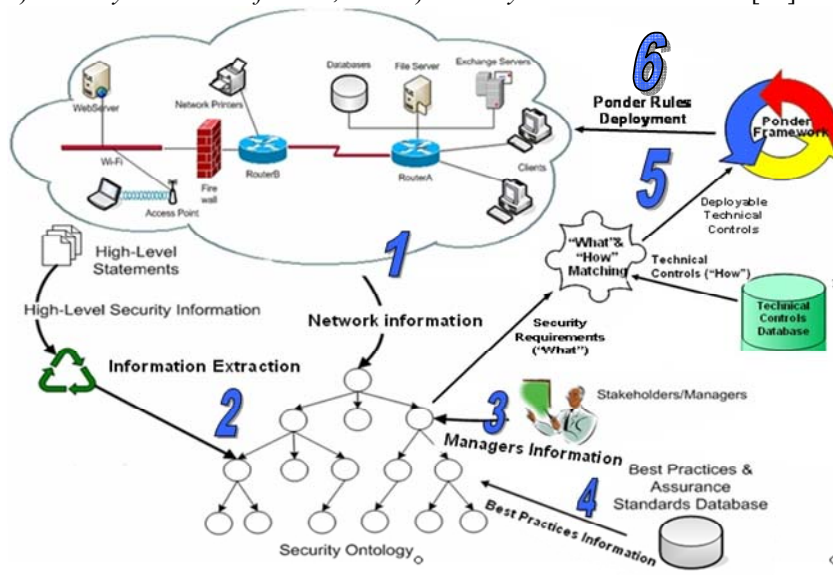 6
Databases
File Server
Exchange Servers
WebServer
Network Printers
Ponder Rules
Deployment
Ponder
Framework
Wi-Fi
Fire
wall
RouterB
RouterA
Clients
Access Point
5
Deployable
Technical
Controls
1
High-Level
Statements
"What"&
"How"
Matching
Technical
Controls ("How")
High-Level Security Information
Network information
Security
Requirements
("What")
Technical
Controls
Database
Information Extraction
2
3
Stakeholders/Managers
Managers Information
4
Best Practices &
Assurance
Standards Database
Best Practices Information
Security Ontology